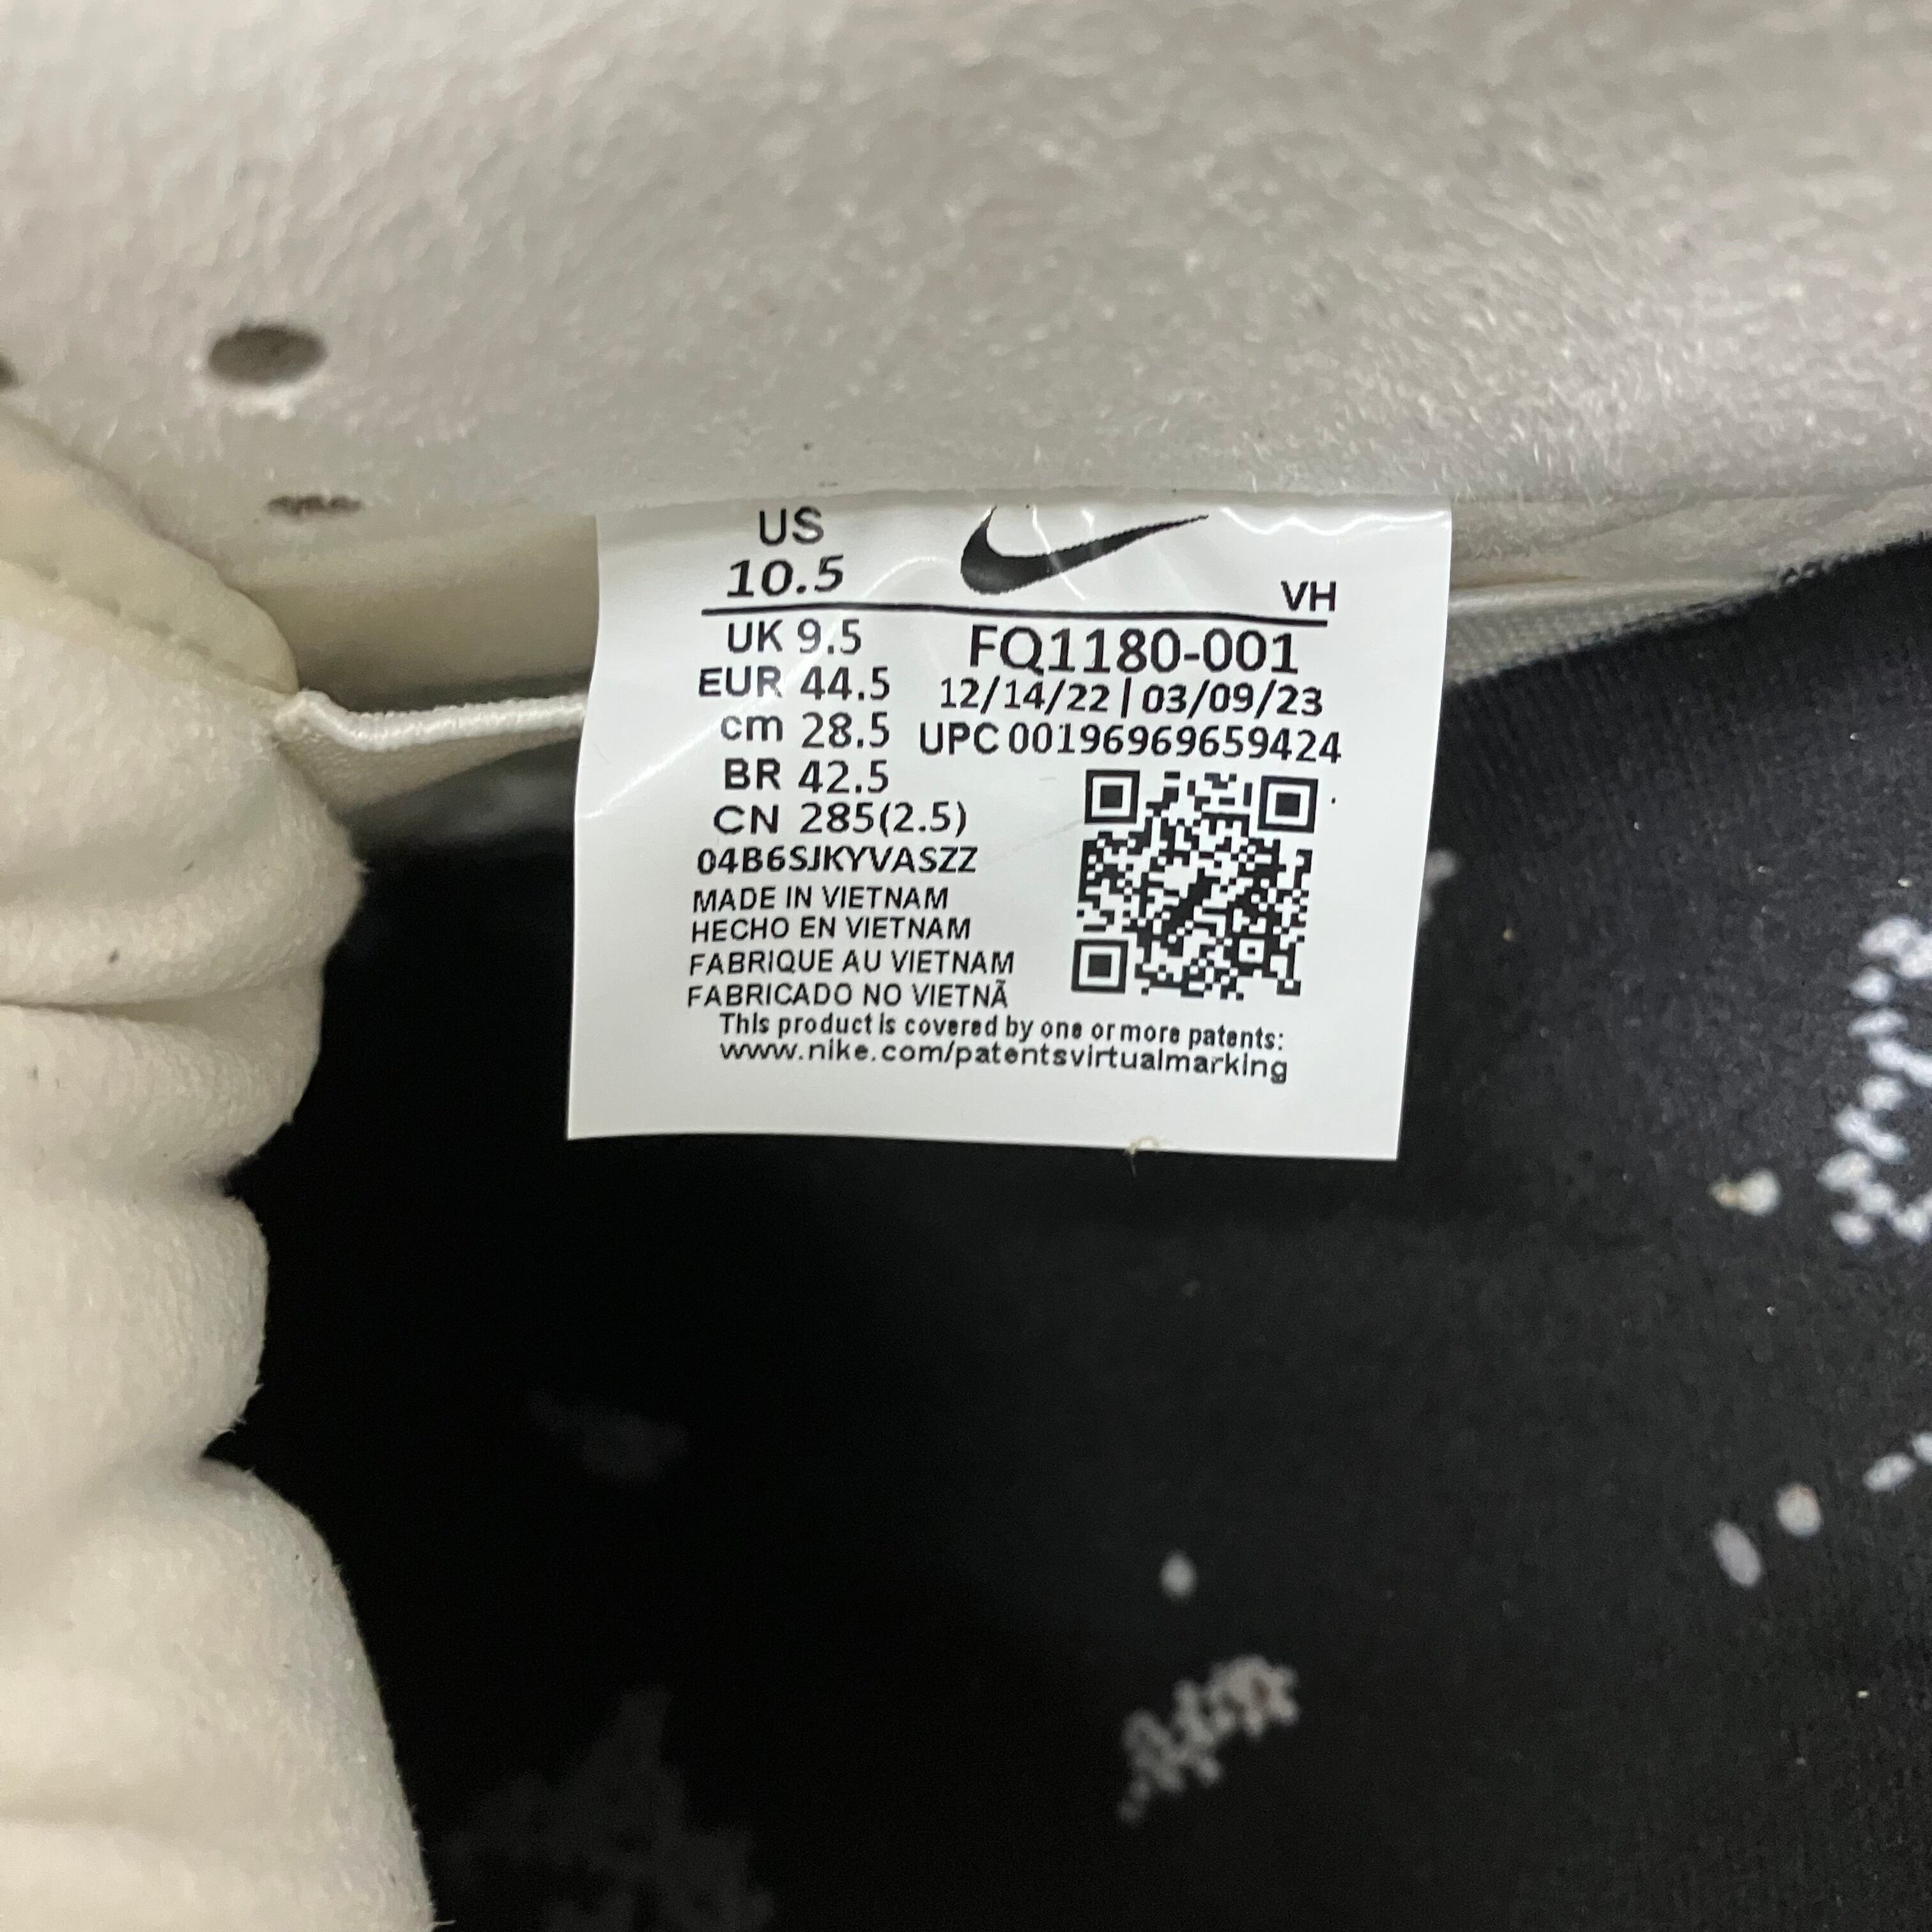 US
10.5
VH
UK 9.5
EUR 44.5
cm 28.5
BR 42.5
CN 285(2.5)
04B6SJKYVASZZ
FQ1180-001
12/14/22 | 03/09/23
UPC 00196969659424
MADE IN VIETNAM
HECHO EN VIETNAM
FABRIQUE AU VIETNAM
FABRICADO NO VIETNÃ
This product is covered by one or more patents:
www.nike.com/patentsvirtualmarking